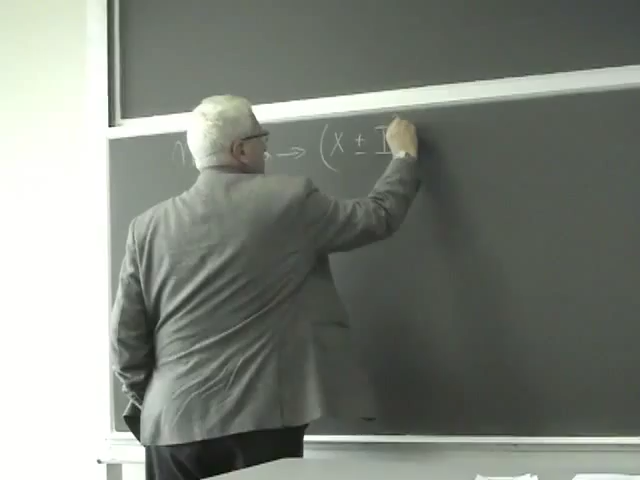 → (X ± I